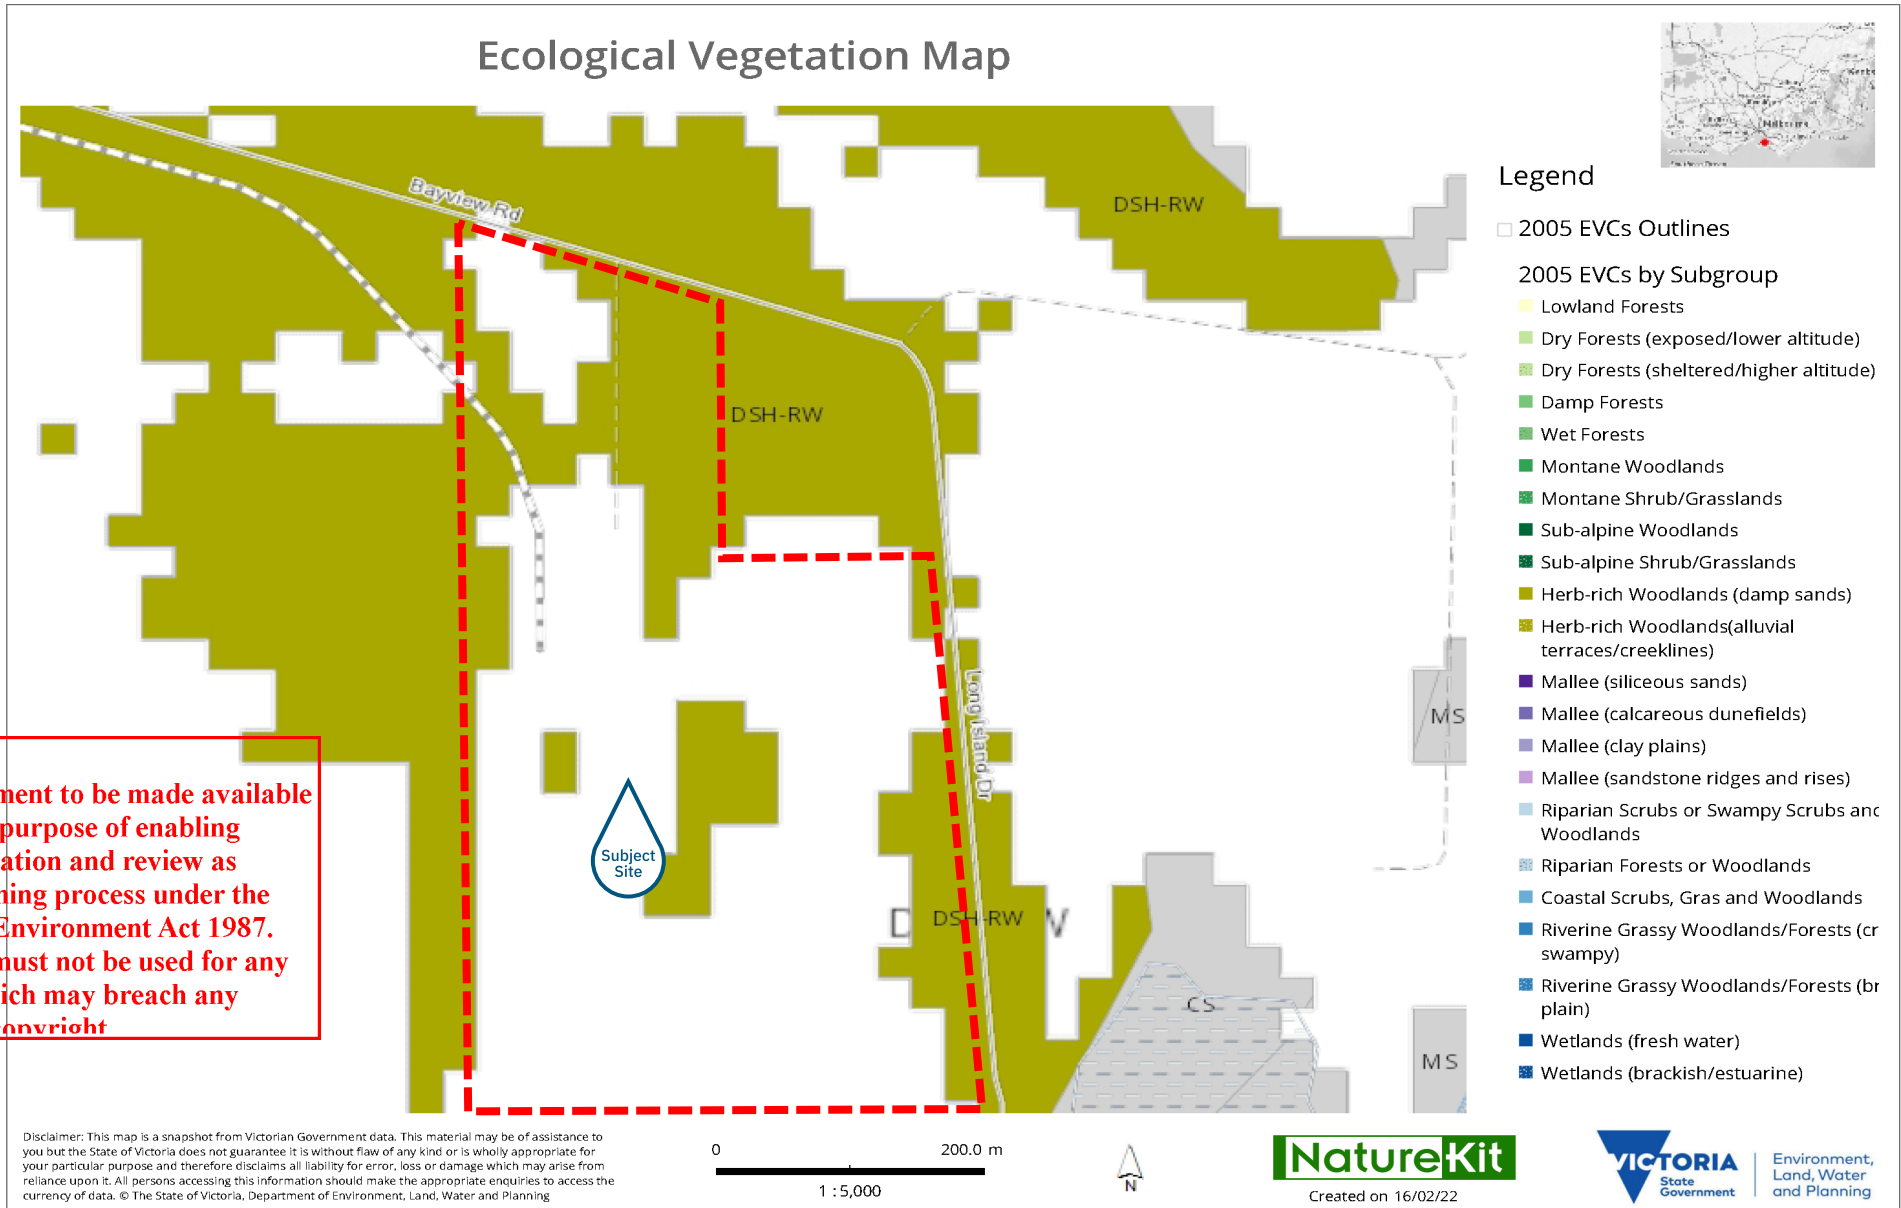 Ecological Vegetation Map
Melbourne
Bayview Rd
DSH-RW
DSH-RW
Long Island Dr
MS
Subject
Site
DSH-RW
CS
MS
ment to be made available
purpose of enabling
ation and review as
ning process under the
Environment Act 1987.
must not be used for any
ich may breach any
copyright
Legend
2005 EVCs Outlines
2005 EVCs by Subgroup
Lowland Forests
Dry Forests (exposed/lower altitude)
Dry Forests (sheltered/higher altitude)
Damp Forests
Wet Forests
Montane Woodlands
Montane Shrub/Grasslands
Sub-alpine Woodlands
Sub-alpine Shrub/Grasslands
Herb-rich Woodlands (damp sands)
Herb-rich Woodlands(alluvial
terraces/creeklines)
Mallee (siliceous sands)
Mallee (calcareous dunefields)
Mallee (clay plains)
Mallee (sandstone ridges and rises)
Riparian Scrubs or Swampy Scrubs and
Woodlands
Riparian Forests or Woodlands
Coastal Scrubs, Gras and Woodlands
Riverine Grassy Woodlands/Forests (cr
swampy)
Riverine Grassy Woodlands/Forests (br
plain)
Wetlands (fresh water)
Wetlands (brackish/estuarine)
Disclaimer: This map is a snapshot from Victorian Government data. This material may be of assistance to
you but the State of Victoria does not guarantee it is without flaw of any kind or is wholly appropriate for
your particular purpose and therefore disclaims all liability for error, loss or damage which may arise from
reliance upon it. All persons accessing this information should make the appropriate enquiries to access the
currency of data. © The State of Victoria, Department of Environment, Land, Water and Planning
0 200.0 m
1 : 5,000
N
NatureKit
Created on 16/02/22
VICTORIA
State
Government
Environment,
Land, Water
and Planning